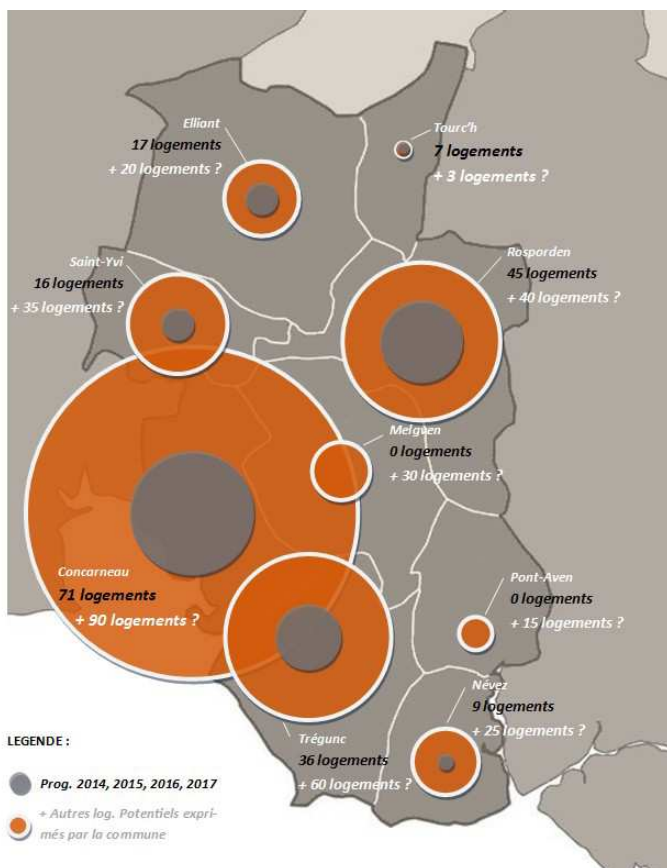 Elliant
17 logements
+ 20 logements ?
Tourc'h
7 logements
+ 3 logements ?
Saint-Yvi
16 logements
+ 35 logements ?
Rosporden
45 logements
+ 40 logements ?
Melgven
0 logements
+ 30 logements ?
Concarneau
71 logements
+ 90 logements ?
Pont-Aven
0 logements
+ 15 logements ?
Névez
9 logements
+ 25 logements ?
Trégunc
36 logements
+ 60 logements ?
LEGENDE :
Prog. 2014, 2015, 2016, 2017
+ Autres log. Potentiels expri-
més par la commune